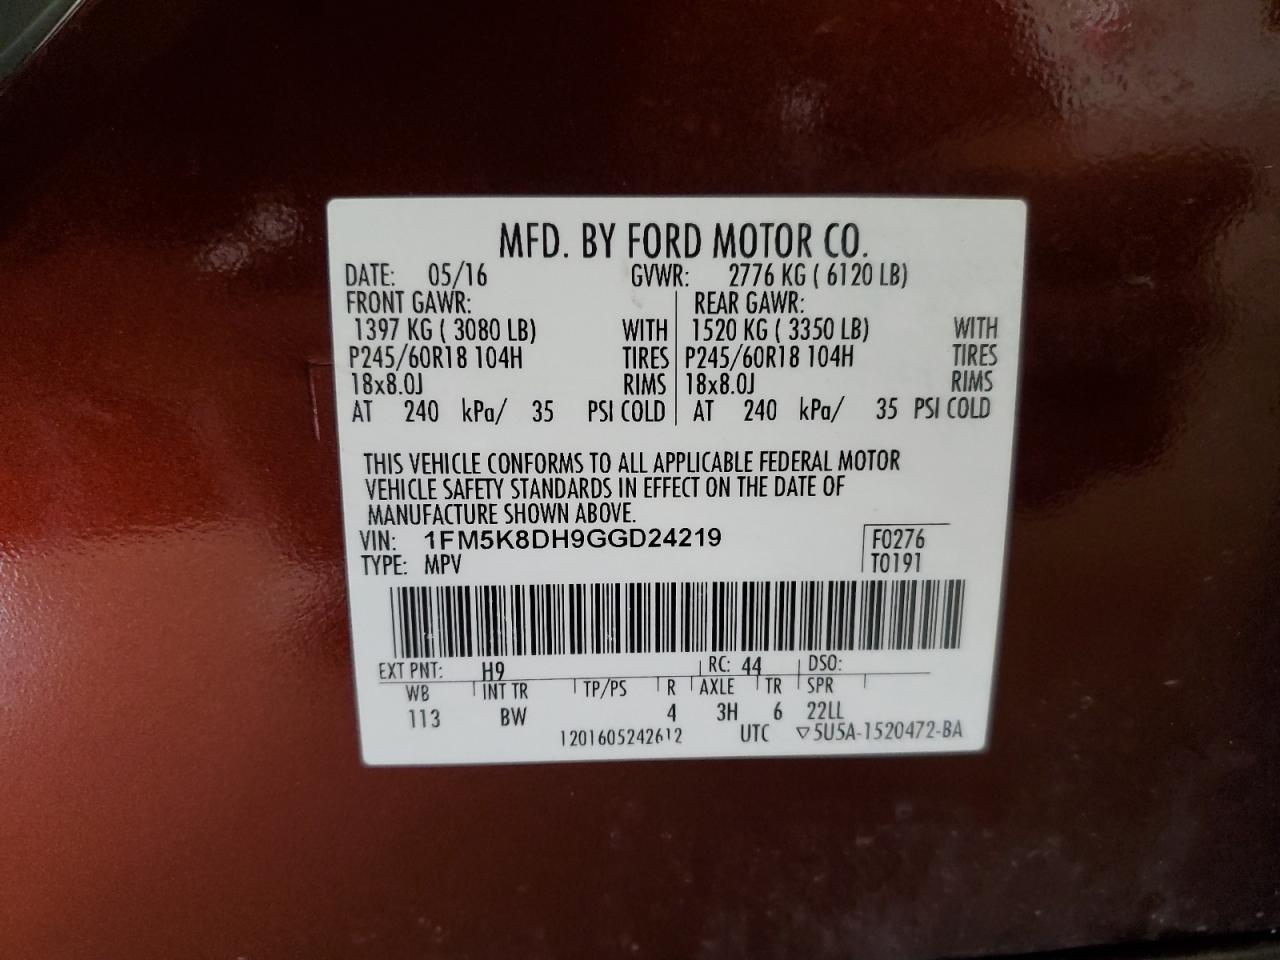 MFD. BY FORD MOTOR CO.
DATE: 05/16 GVWR: 2776 KG ( 6120 LB)
FRONT GAWR: REAR GAWR:
1397 KG ( 3080 LB) WITH 1520 KG ( 3350 LB) WITH
P245/60R18 104H TIRES P245/60R18 104H TIRES
18x8.0J RIMS 18x8.0J RIMS
AT 240 kPa/ 35 PSI COLD AT 240 kPa/ 35 PSI COLD
THIS VEHICLE CONFORMS TO ALL APPLICABLE FEDERAL MOTOR
VEHICLE SAFETY STANDARDS IN EFFECT ON THE DATE OF
MANUFACTURE SHOWN ABOVE.
VIN: 1FM5K8DH9GGD24219 F0276
TYPE: MPV T0191
EXT PNT: H9 RC: 44 DSO:
WB INT TR TP/PS R AXLE TR SPR
113 BW 4 3H 6 22LL
1201605242612 UTC ▽5U5A-1520472-BA